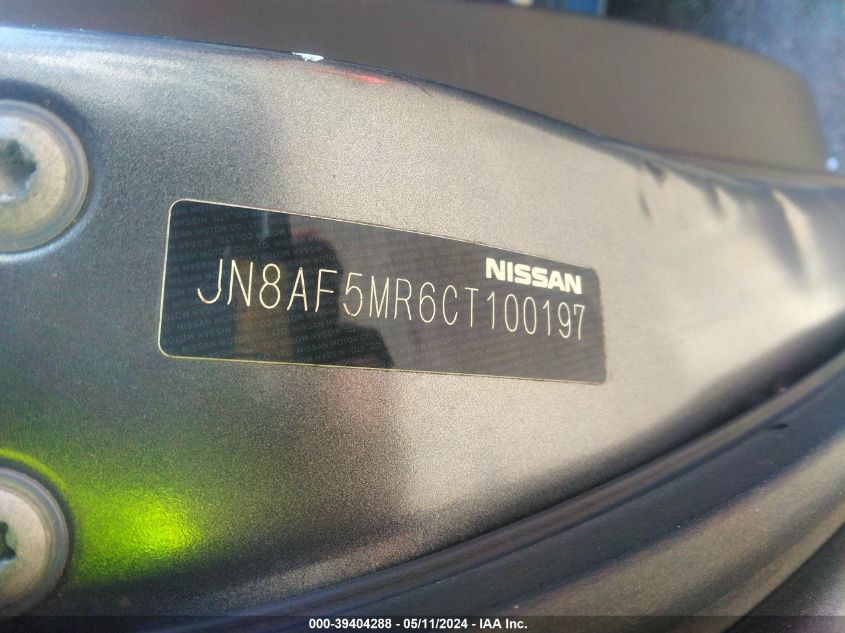 NISSAN
JN8AF5MR6CT100197
000-39404288 - 05/11/2024 - IAA Inc.